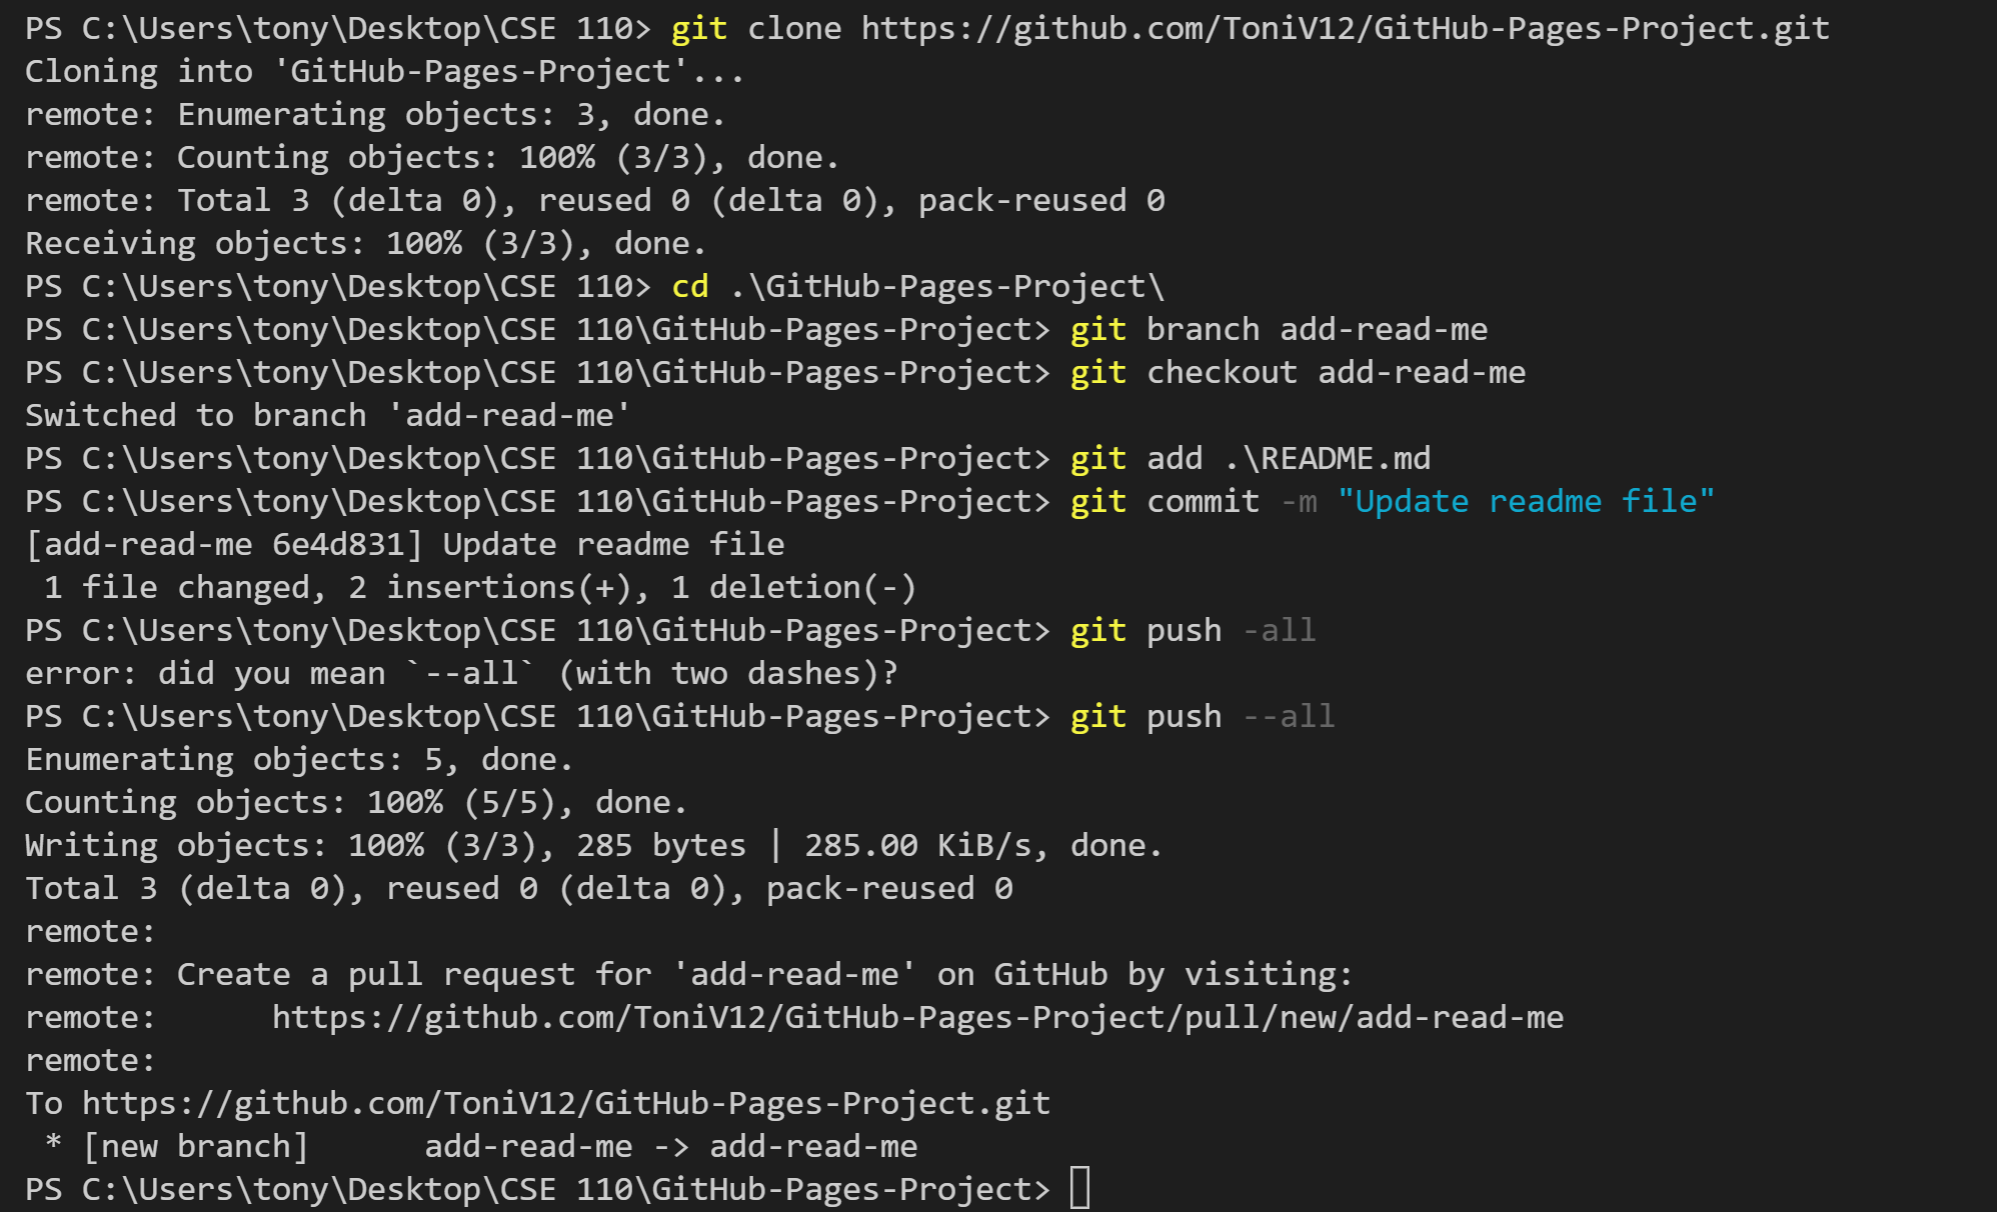 PS C:\Users\tony\Desktop\CSE 110> git clone https://github.com/ToniV12/GitHub-Pages-Project.git
Cloning into 'GitHub-Pages-Project'...
remote: Enumerating objects: 3, done.
remote: Counting objects: 100% (3/3), done.
remote: Total 3 (delta 0), reused 0 (delta 0), pack-reused 0
Receiving objects: 100% (3/3), done.
PS C:\Users\tony\Desktop\CSE 110> cd .\GitHub-Pages-Project\
PS C:\Users\tony\Desktop\CSE 110\GitHub-Pages-Project> git branch add-read-me
PS C:\Users\tony\Desktop\CSE 110\GitHub-Pages-Project> git checkout add-read-me
Switched to branch 'add-read-me'
PS C:\Users\tony\Desktop\CSE 110\GitHub-Pages-Project> git add .\README.md
PS C:\Users\tony\Desktop\CSE 110\GitHub-Pages-Project> git commit -m "Update readme file"
[add-read-me 6e4d831] Update readme file
 1 file changed, 2 insertions(+), 1 deletion(-)
PS C:\Users\tony\Desktop\CSE 110\GitHub-Pages-Project> git push -all
error: did you mean `--all` (with two dashes)?
PS C:\Users\tony\Desktop\CSE 110\GitHub-Pages-Project> git push --all
Enumerating objects: 5, done.
Counting objects: 100% (5/5), done.
Writing objects: 100% (3/3), 285 bytes | 285.00 KiB/s, done.
Total 3 (delta 0), reused 0 (delta 0), pack-reused 0
remote:
remote: Create a pull request for 'add-read-me' on GitHub by visiting:
remote:      https://github.com/ToniV12/GitHub-Pages-Project/pull/new/add-read-me
remote:
To https://github.com/ToniV12/GitHub-Pages-Project.git
 * [new branch]      add-read-me -> add-read-me
PS C:\Users\tony\Desktop\CSE 110\GitHub-Pages-Project>